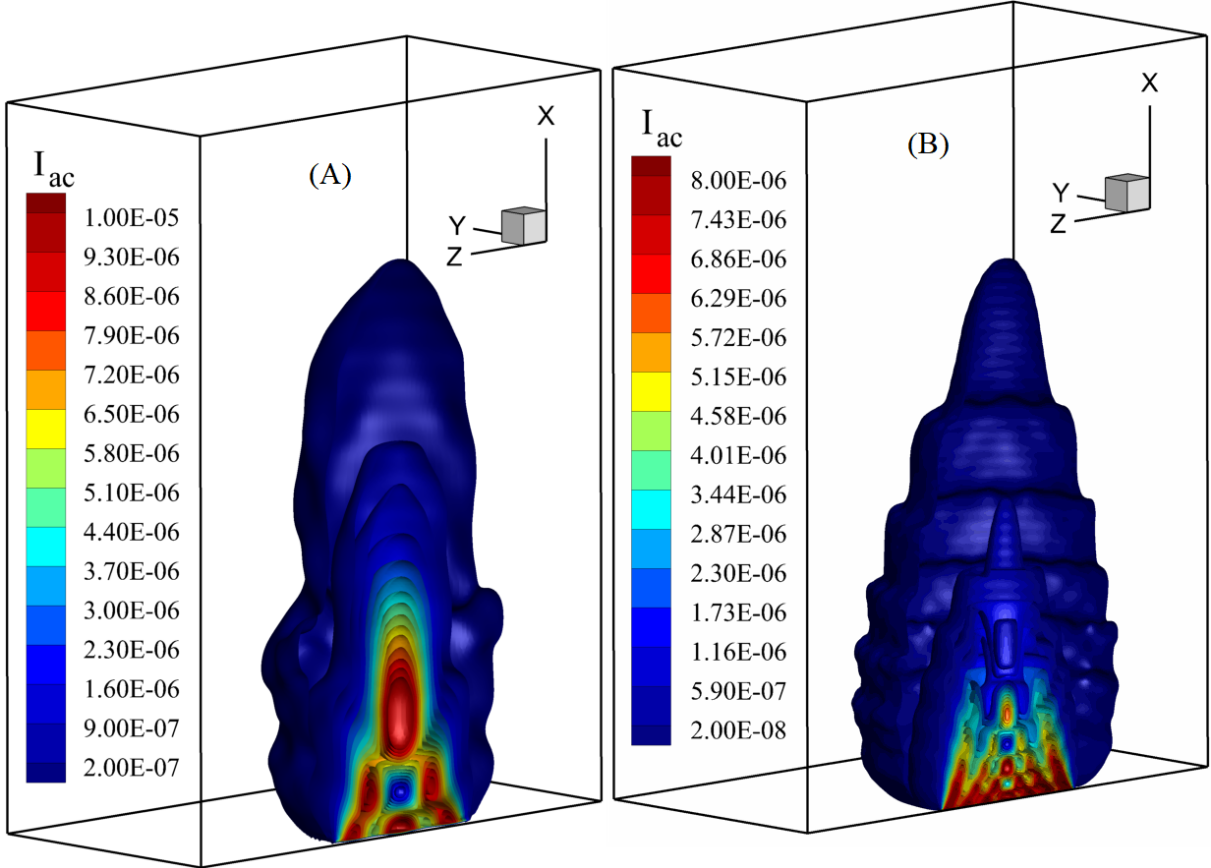 I_ac
1.00E-05
9.30E-06
8.60E-06
7.90E-06
7.20E-06
6.50E-06
5.80E-06
5.10E-06
4.40E-06
3.70E-06
3.00E-06
2.30E-06
1.60E-06
9.00E-07
2.00E-07
(A)
X
Y
Z
I_ac
8.00E-06
7.43E-06
6.86E-06
6.29E-06
5.72E-06
5.15E-06
4.58E-06
4.01E-06
3.44E-06
2.87E-06
2.30E-06
1.73E-06
1.16E-06
5.90E-07
2.00E-08
(B)
X
Y
Z